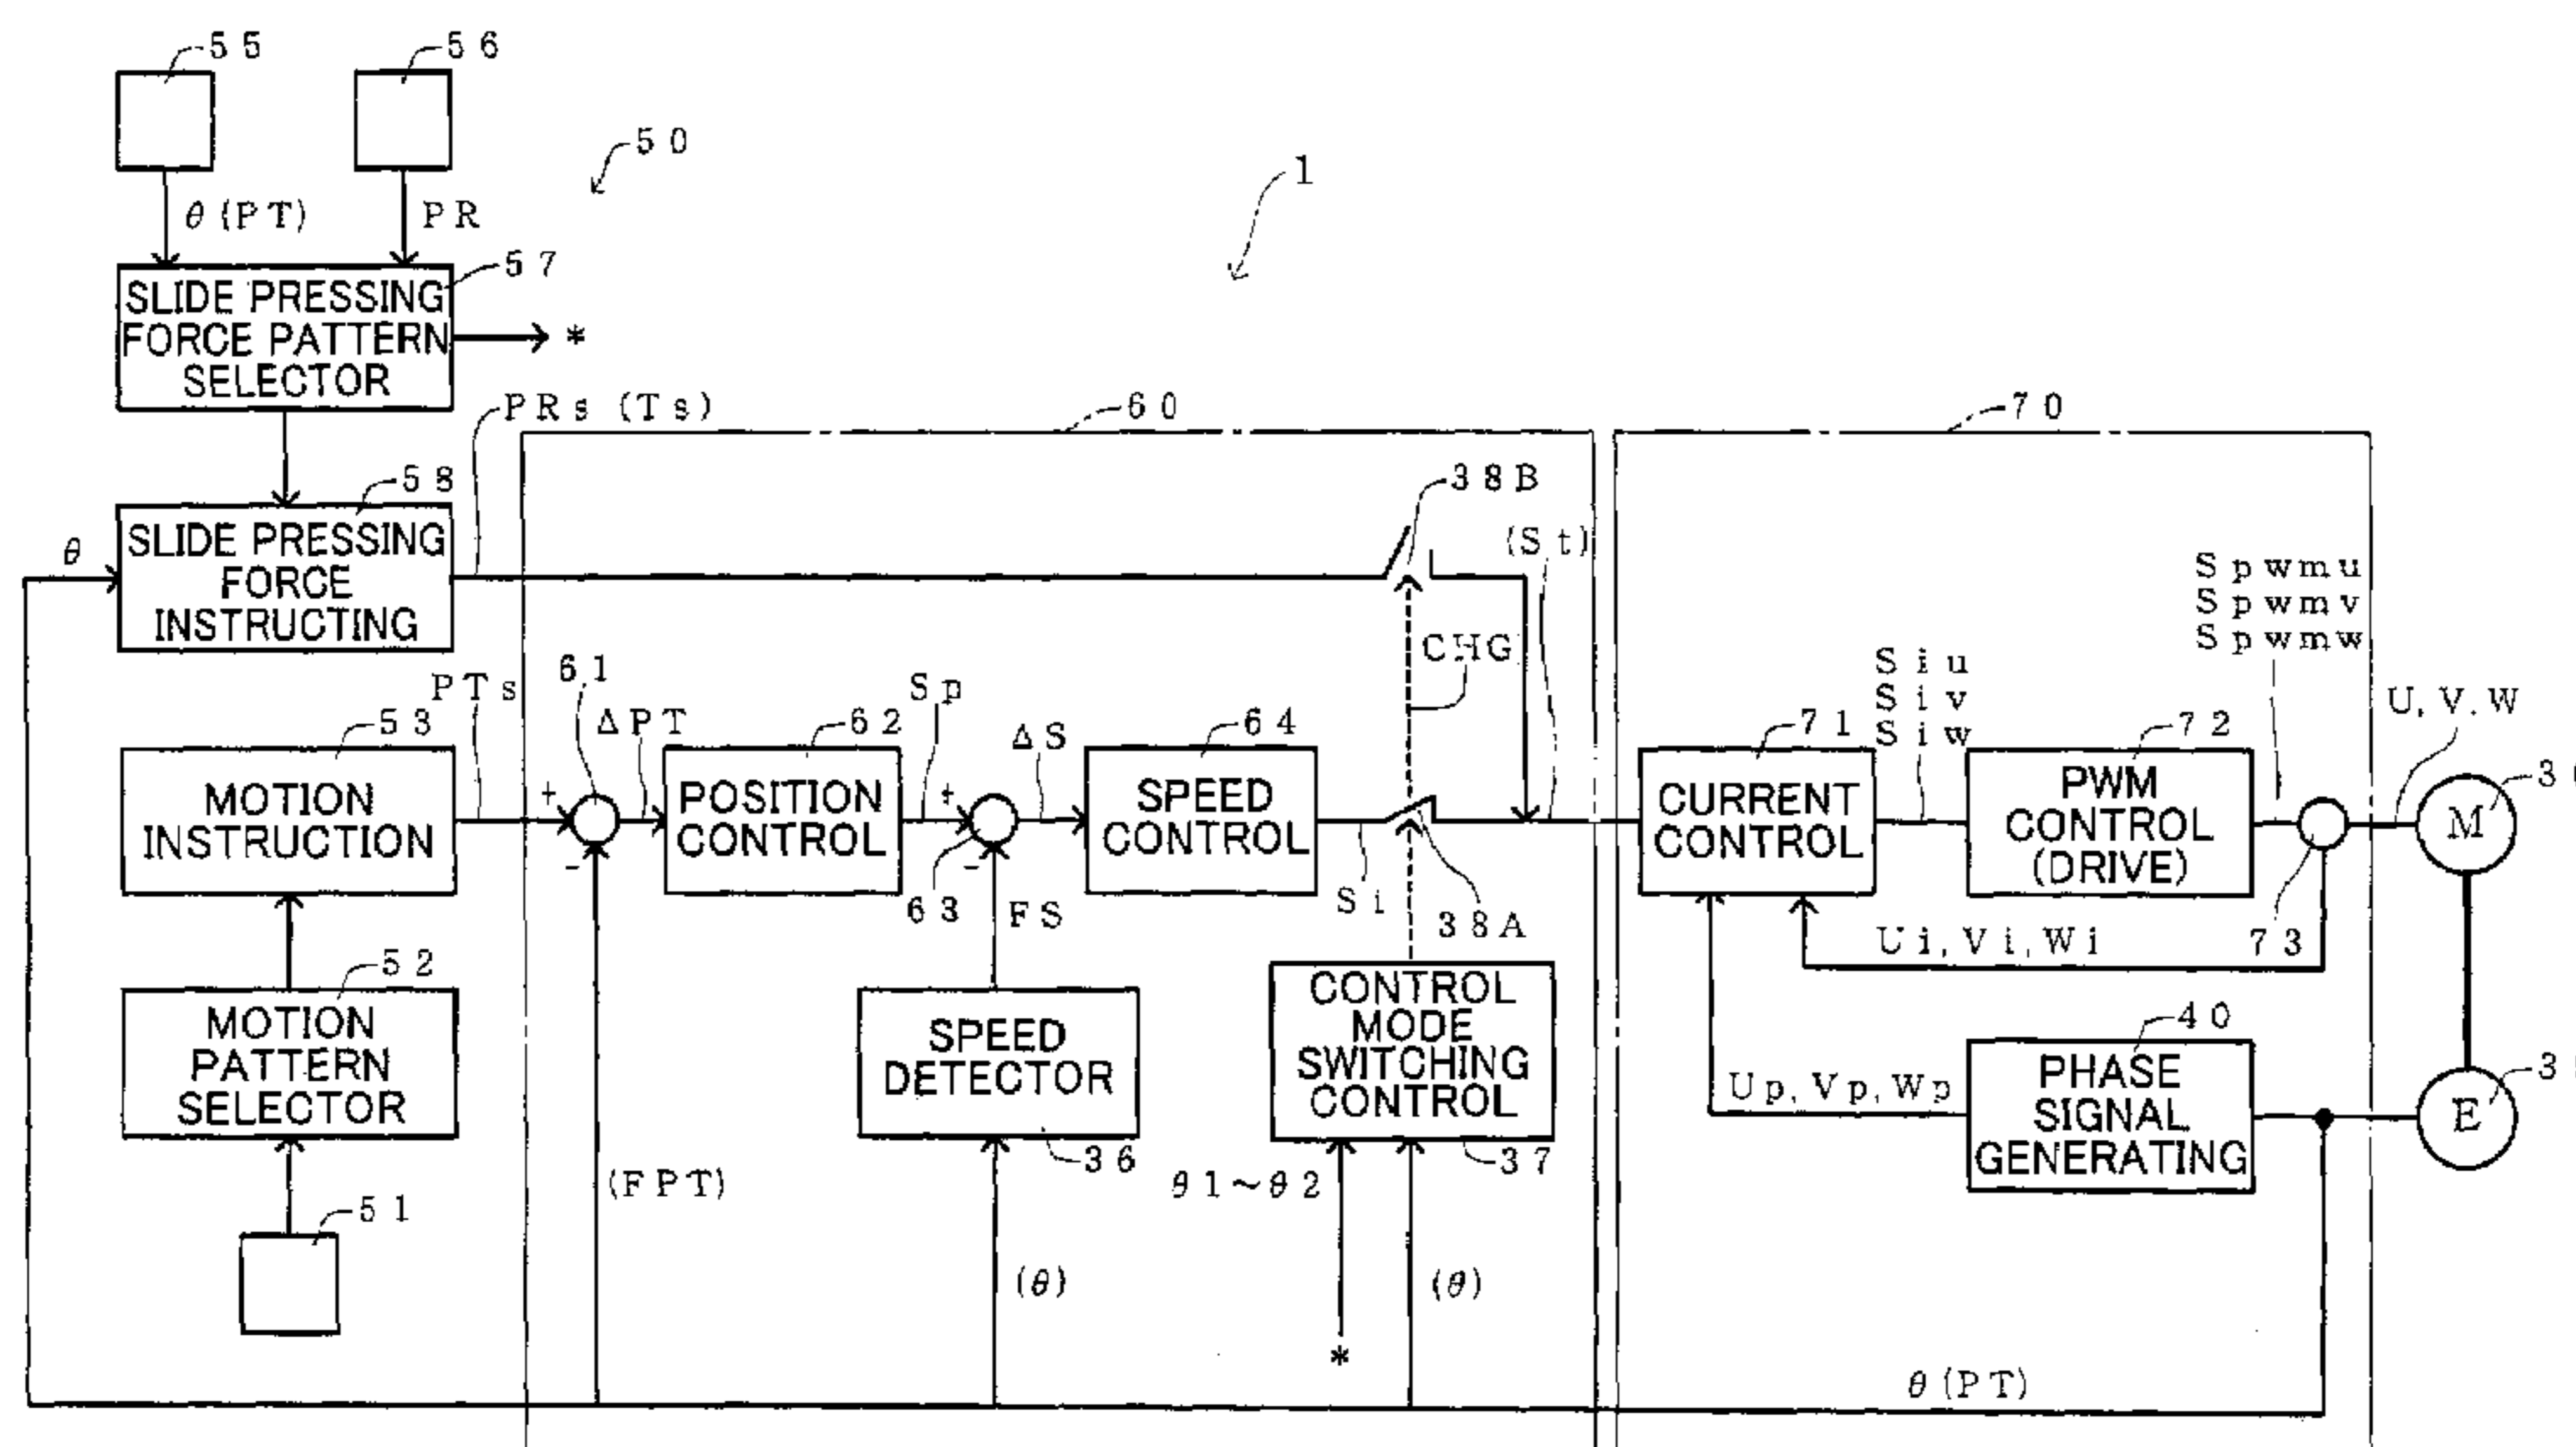 55
56
50
1
θ (PT)
PR
57
SLIDE PRESSING
FORCE PATTERN
SELECTOR
*
PRs (Ts)
60
70
58
38B
θ
SLIDE PRESSING
FORCE
INSTRUCTING
(St)
Spwmu
Spwmv
Spwmw
CHG
PTs
61
Sp
Siu
Siv
Siw
U, V. W
53
ΔPT
62
ΔS
64
71
72
MOTION
INSTRUCTION
+
-
POSITION
CONTROL
+
-
SPEED
CONTROL
CURRENT
CONTROL
PWM
CONTROL
(DRIVE)
M
63
FS
Si
38A
Ui, Vi, Wi
73
52
MOTION
PATTERN
SELECTOR
SPEED
DETECTOR
CONTROL
MODE
SWITCHING
CONTROL
40
PHASE
SIGNAL
GENERATING
Up, Vp, Wp
E
36
37
(FPT)
θ1~θ2
51
(θ)
(θ)
*
θ (PT)